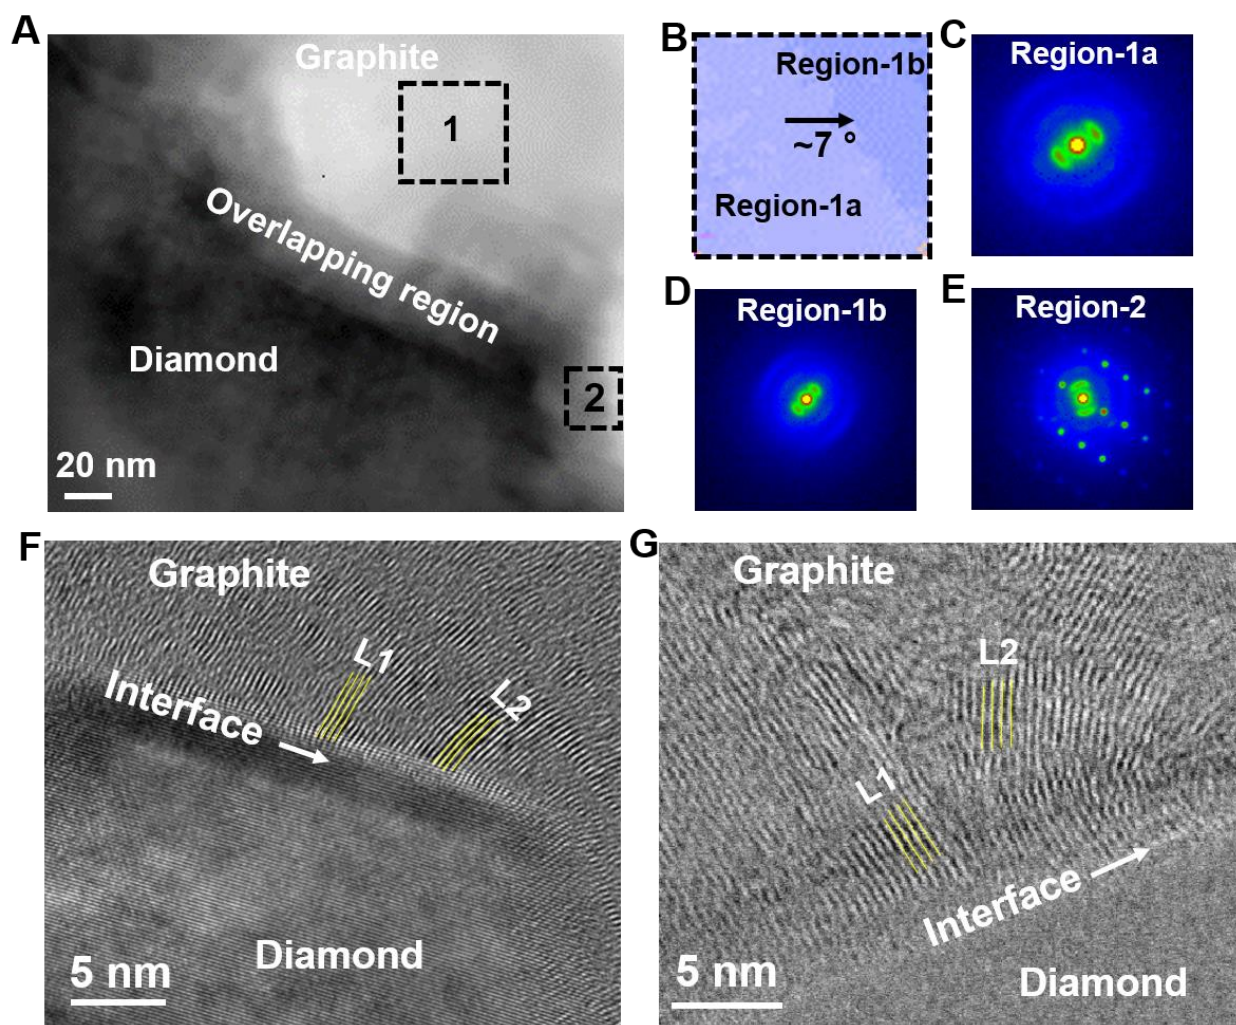 A
Graphite
1
Overlapping region
Diamond
2
20 nm
B
Region-1b
~7 °
Region-1a
C
Region-1a
D
Region-1b
E
Region-2
F
Graphite
L1
L2
Interface
Diamond
5 nm
G
Graphite
L2
L1
Interface
Diamond
5 nm